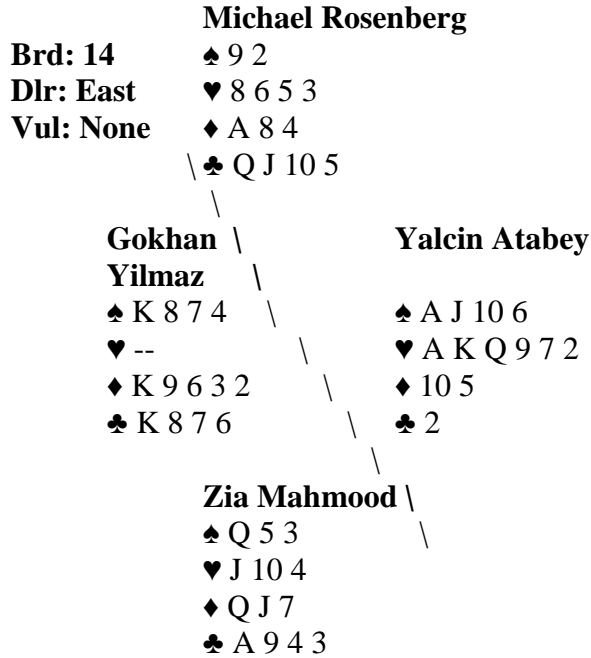 Michael Rosenberg
Brd: 14 ♠ 9 2
Dlr: East ♥ 8 6 5 3
Vul: None ♦ A 8 4
\ ♣ Q J 10 5
\
Gokhan \ Yalcin Atabey
Yilmaz \
♠ K 8 7 4 \ ♠ A J 10 6
♥ -- \ ♥ A K Q 9 7 2
♦ K 9 6 3 2 \ ♦ 10 5
♣ K 8 7 6 \ ♣ 2
\
Zia Mahmood \
♠ Q 5 3 \
♥ J 10 4
♦ Q J 7
♣ A 9 4 3